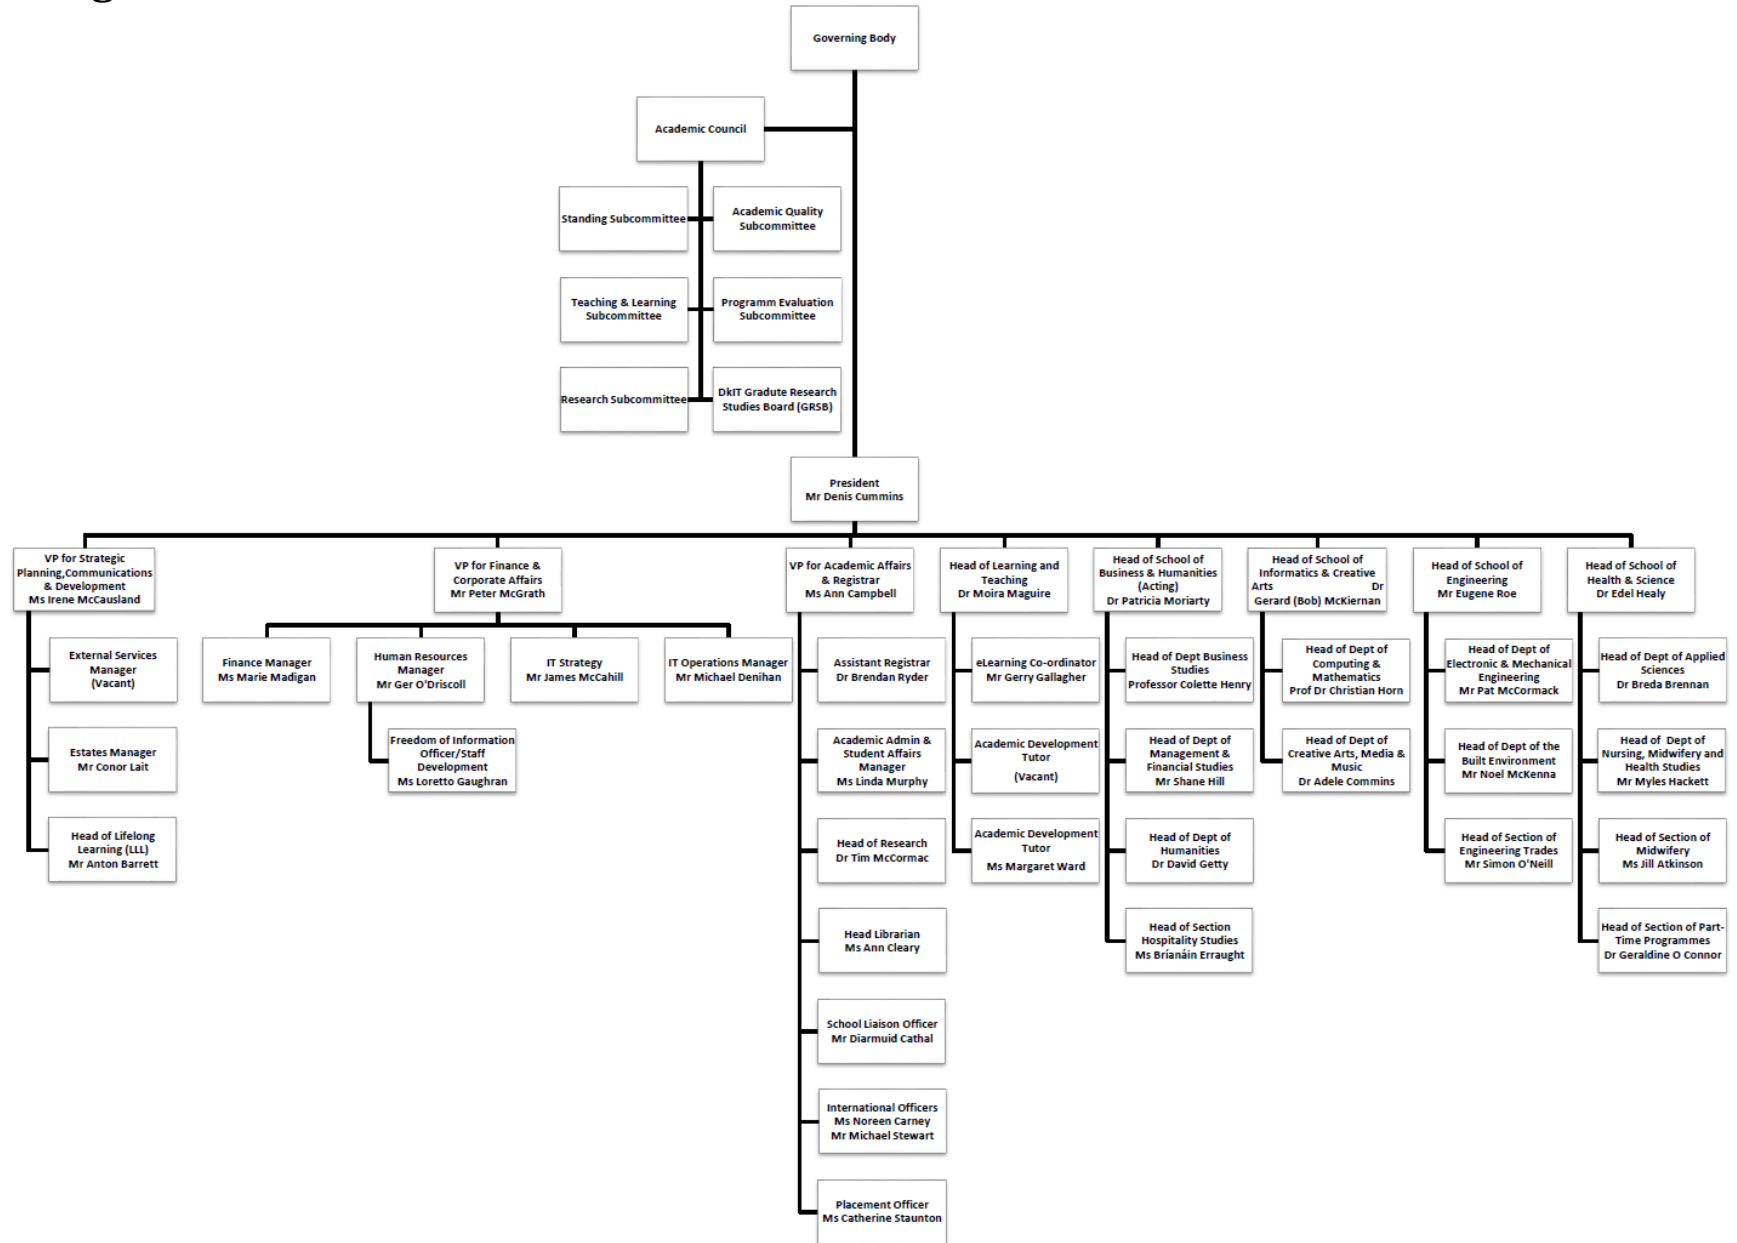 Governing Body
Academic Council
Standing Subcommittee
Academic Quality
Subcommittee
Teaching & Learning
Subcommittee
Programm Evaluation
Subcommittee
Research Subcommittee
DkIT Gradute Research
Studies Board (GRSB)
President
Mr Denis Cummins
VP for Strategic
Planning,Communications
& Development
Ms Irene McCausland
VP for Finance &
Corporate Affairs
Mr Peter McGrath
VP for Academic Affairs
& Registrar
Ms Ann Campbell
Head of Learning and
Teaching
Dr Moira Maguire
Head of School of
Business & Humanities
(Acting)
Dr Patricia Moriarty
Head of School of
Informatics & Creative
Arts Dr
Gerard (Bob) McKiernan
Head of School of
Engineering
Mr Eugene Roe
Head of School of
Health & Science
Dr Edel Healy
External Services
Manager
(Vacant)
Estates Manager
Mr Conor Lait
Head of Lifelong
Learning (LLL)
Mr Anton Barrett
Finance Manager
Ms Marie Madigan
Human Resources
Manager
Mr Ger O'Driscoll
Freedom of Information
Officer/Staff
Development
Ms Loretto Gaughran
IT Strategy
Mr James McCahill
IT Operations Manager
Mr Michael Denihan
Assistant Registrar
Dr Brendan Ryder
Academic Admin &
Student Affairs
Manager
Ms Linda Murphy
Head of Research
Dr Tim McCormac
Head Librarian
Ms Ann Cleary
School Liaison Officer
Mr Diarmuid Cathal
International Officers
Ms Noreen Carney
Mr Michael Stewart
Placement Officer
Ms Catherine Staunton
eLearning Co-ordinator
Mr Gerry Gallagher
Academic Development
Tutor
(Vacant)
Academic Development
Tutor
Ms Margaret Ward
Head of Dept Business
Studies
Professor Colette Henry
Head of Dept of
Management &
Financial Studies
Mr Shane Hill
Head of Dept of
Humanities
Dr David Getty
Head of Section
Hospitality Studies
Ms Brianáin Erraught
Head of Dept of
Computing &
Mathematics
Prof Dr Christian Horn
Head of Dept of
Creative Arts, Media &
Music
Dr Adele Commins
Head of Dept of
Electronic & Mechanical
Engineering
Mr Pat McCormack
Head of Dept of the
Built Environment
Mr Noel McKenna
Head of Section of
Engineering Trades
Mr Simon O'Neill
Head of Dept of Applied
Sciences
Dr Breda Brennan
Head of Dept of
Nursing, Midwifery and
Health Studies
Mr Myles Hackett
Head of Section of
Midwifery
Ms Jill Atkinson
Head of Section of Part-
Time Programmes
Dr Geraldine O Connor